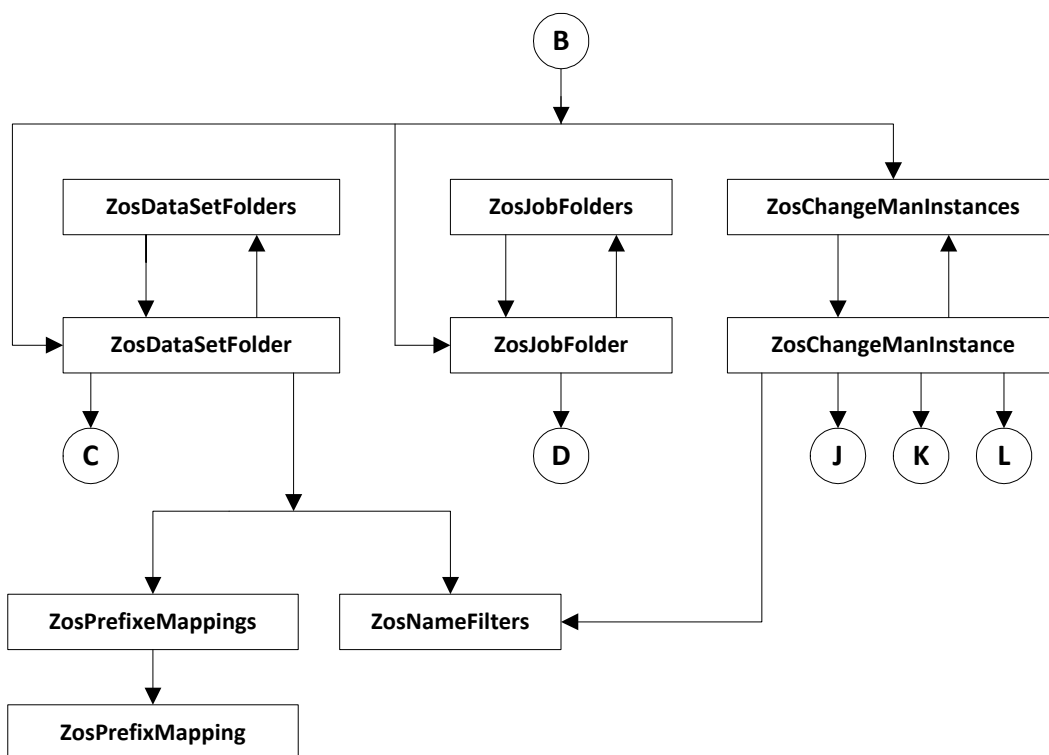 B
ZosDataSetFolders
ZosJobFolders
ZosChangeManInstances
ZosDataSetFolder
ZosJobFolder
ZosChangeManInstance
C
D
J
K
L
ZosPrefixeMappings
ZosNameFilters
ZosPrefixMapping